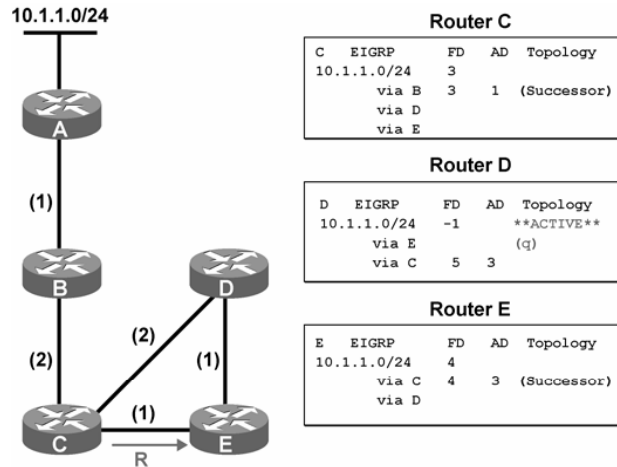 10.1.1.0/24
A
(1)
B
D
(2)
(2)
(1)
(1)
C
E
R
Router C
C EIGRP FD AD Topology
10.1.1.0/24 3
via B 3 1 (Successor)
via D
via E
Router D
D EIGRP FD AD Topology
10.1.1.0/24 -1 **ACTIVE**
via E (q)
via C 5 3
Router E
E EIGRP FD AD Topology
10.1.1.0/24 4
via C 4 3 (Successor)
via D